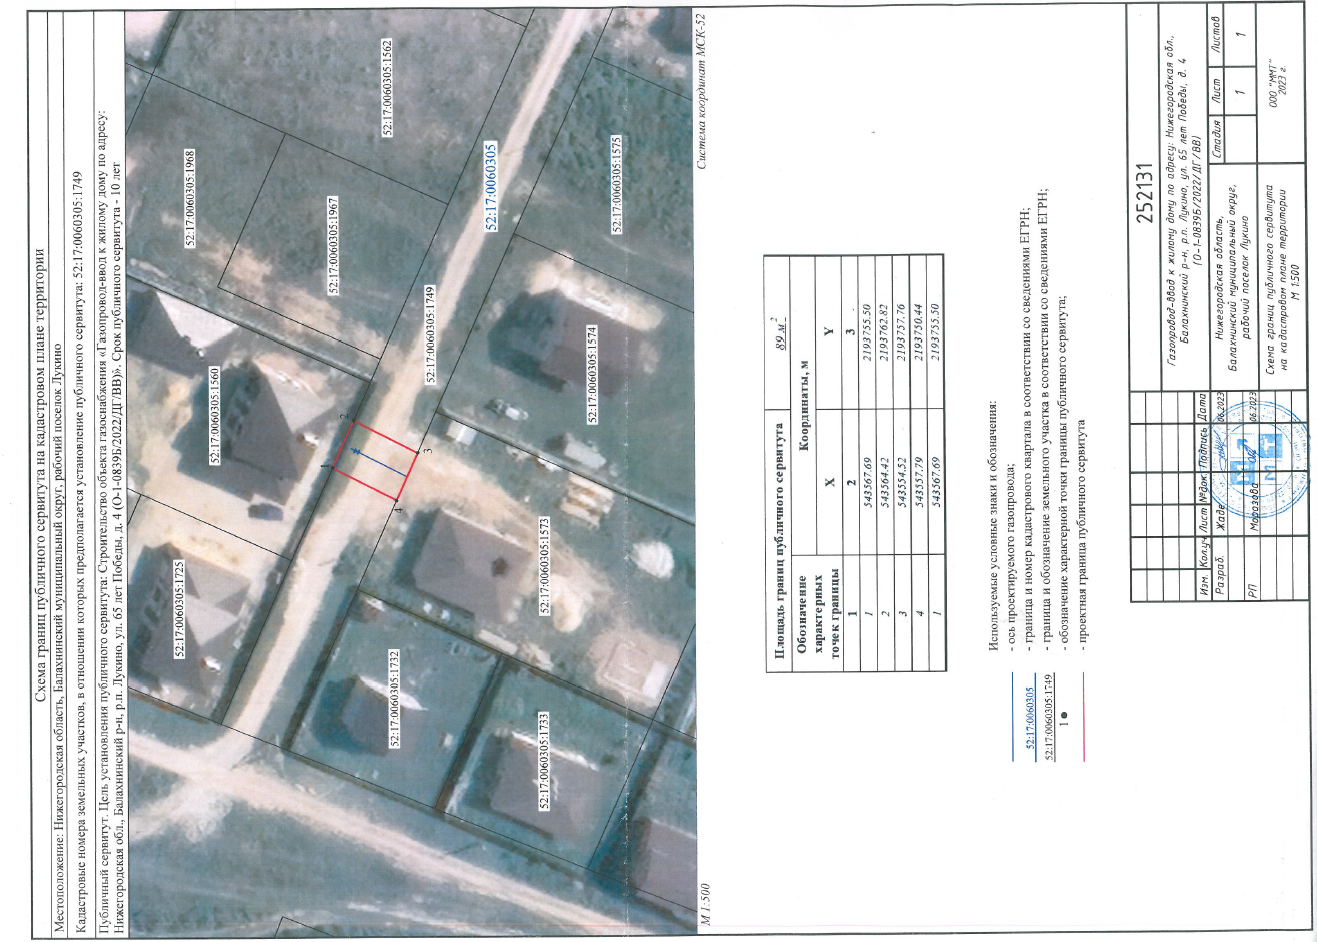 Схема границ публичного сервитута на кадастровом плане территории
Местоположение: Нижегородская область, Балахнинский муниципальный округ, рабочий поселок Лукино
Кадастровые номера земельных участков, в отношении которых предполагается установление публичного сервитута: 52:17:0060305:1749
Публичный сервитут. Цель установления публичного сервитута: Строительство объекта газоснабжения «Газопровод-ввод к жилому дому по адресу:
Нижегородская обл., Балахнинский р-н, р.п. Лукино, ул. 65 лет Победы, д. 4 (О-1-0839Б/2022/ДГ/ВВ)». Срок публичного сервитута - 10 лет
52:17:0060305:1725
52:17:0060305:1560
52:17:0060305:1968
52:17:0060305:1967
52:17:0060305:1562
1
2
3
4
52:17:0060305:1732
52:17:0060305:1749
52:17:0060305
52:17:0060305:1733
52:17:0060305:1573
52:17:0060305:1574
52:17:0060305:1575
М 1:500
Система координат МСК-52
Площадь границ публичного сервитута 89 м2
Обозначение характерных точек границы
Координаты, м
X Y
1 2 3
1 543567.69 2193755.50
2 543564.42 2193762.82
3 543554.52 2193757.76
4 543557.79 2193750.44
1 543567.69 2193755.50
Используемые условные знаки и обозначения:
- ось проектируемого газопровода;
52:17:0060305 - граница и номер кадастрового квартала в соответствии со сведениями ЕГРН;
52:17:0060305:1749 - граница и обозначение земельного участка в соответствии со сведениями ЕГРН;
1 ● - обозначение характерной точки границы публичного сервитута;
- проектная граница публичного сервитута
252131
Газопровод-ввод к жилому дому по адресу: Нижегородская обл.,
Балахнинский р-н, р.п. Лукино, ул. 65 лет Победы, д. 4
(О-1-0839Б/2022/ДГ/ВВ)
Изм. Кол.уч Лист №док. Подпись Дата
Разраб. Жаде 06.2023
РП Морозова 06.2023
Нижегородская область,
Балахнинский муниципальный округ,
рабочий поселок Лукино
Стадия Лист Листов
1 1
Схема границ публичного сервитута
на кадастровом плане территории
М 1:500
ООО "ММТ"
2023 г.